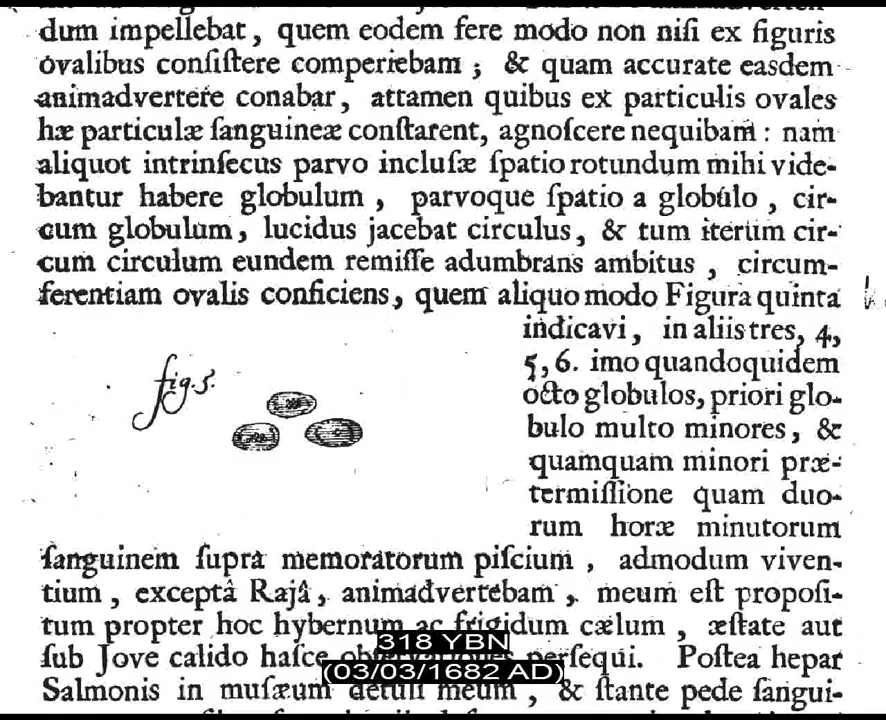 dum impellebat, quem eodem fere modo non niſi ex figuris
ovalibus conſiſtere comperiebam; & quam accurate easdem
animadvertere conabar, attamen quibus ex particulis ovales
hæ particulæ ſanguineæ conſtarent, agnoſcere nequibam: nam
aliquot intrinſecus parvo incluſæ ſpatio rotundum mihi vide-
bantur habere globulum, parvoque ſpatio a globulo, cir-
cum globulum, lucidus jacebat circulus, & tum iterum cir-
cum circulum eundem remiſſe adumbrans ambitus, circum-
ferentiam ovalis conficiens, quem aliquo modo Figura quinta
indicavi, in aliis tres, 4,
5, 6. imo quandoquidem
octo globulos, priori glo-
bulo multo minores, &
quamquam minori præ-
termiſſione quam duo-
rum horæ minutorum
fig. 5.
ſanguinem ſupra memoratorum piſcium, admodum viven-
tium, exceptâ Rajâ, animadvertebam, meum eſt propoſi-
tum propter hoc hybernum ac frigidum cælum, æſtate aut
ſub Jove calido haſce obſervationes perſequi. Poſtea hepar
Salmonis in muſæum detuli meum, & ſtante pede ſangui-
318 YBN
(03/03/1682 AD)